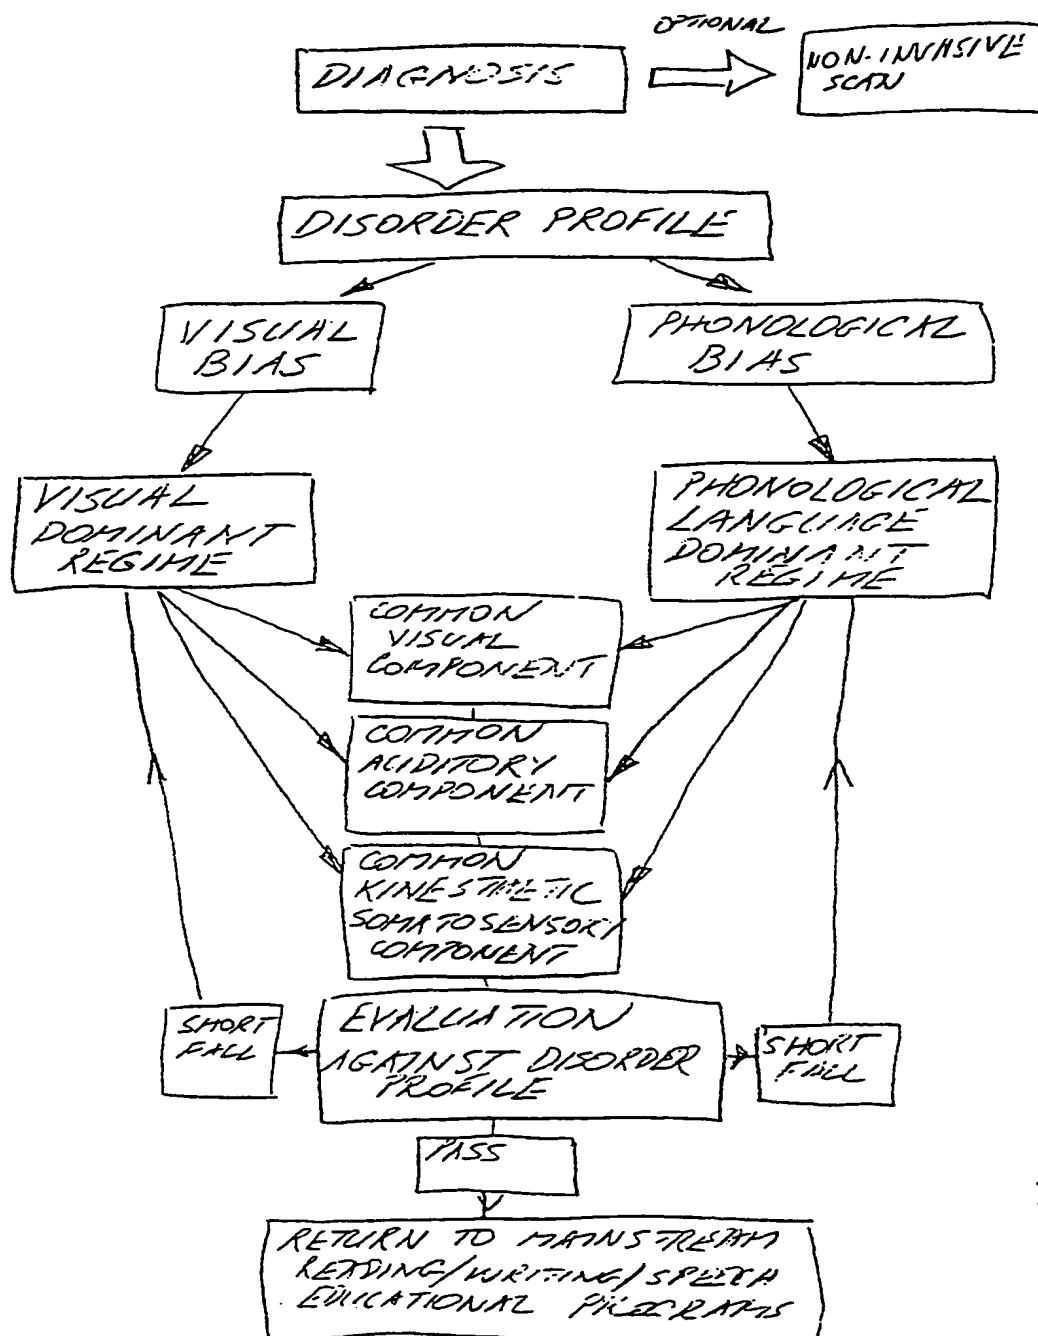 OPTIONAL
DIAGNOSIS
NON-INVASIVE
SCAN
DISORDER PROFILE
VISUAL
BIAS
PHONOLOGICAL
BIAS
VISUAL
DOMINANT
REGIME
PHONOLOGICAL
LANGUAGE
DOMINANT
REGIME
COMMON
VISUAL
COMPONENT
COMMON
AUDITORY
COMPONENT
COMMON
KINESTHETIC
SOMATOSENSORY
COMPONENT
SHORT
FALL
EVALUATION
AGAINST DISORDER
PROFILE
SHORT
FALL
PASS
RETURN TO MAINSTREAM
READING/WRITING/SPEECH
EDUCATIONAL PROGRAMS